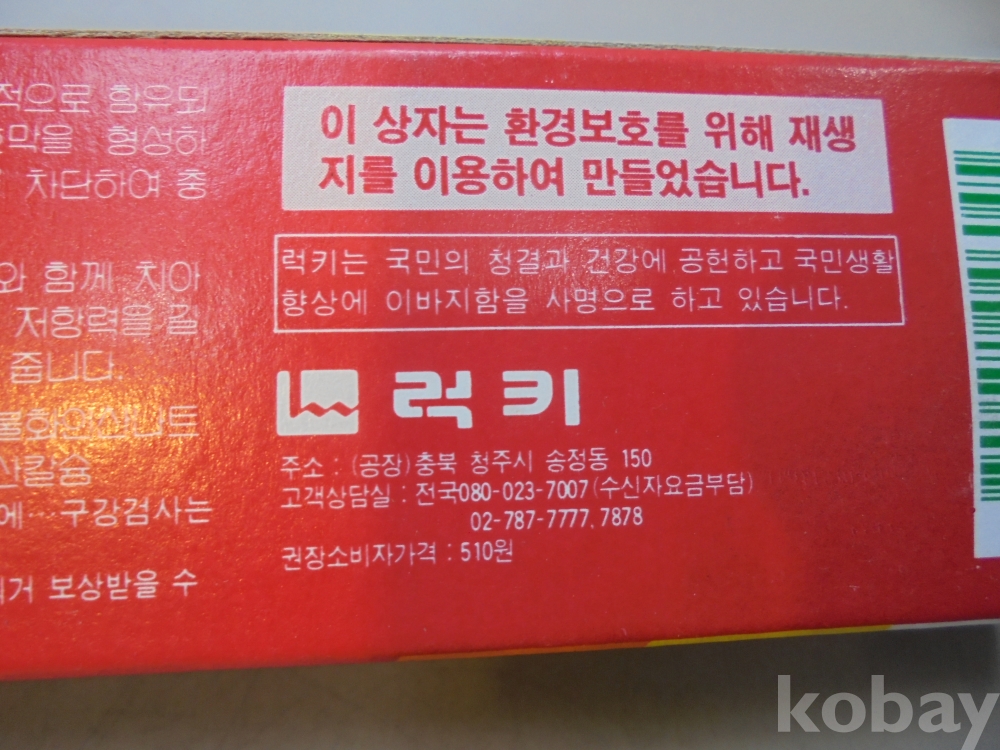 적으로 함유되
막을 형성하
차단하여 충
와 함께 치아
저항력을 길
줍니다.
산칼슘
에… 구강검사는
거 보상받을 수
이 상자는 환경보호를 위해 재생
지를 이용하여 만들었습니다.
럭키는 국민의 청결과 건강에 공헌하고 국민생활
향상에 이바지함을 사명으로 하고 있습니다.
럭키
주소 : (공장) 충북 청주시 송정동 150
고객상담실 : 전국080-023-7007 (수신자요금부담)
02-787-7777, 7878
권장소비자가격 : 510원
kobay